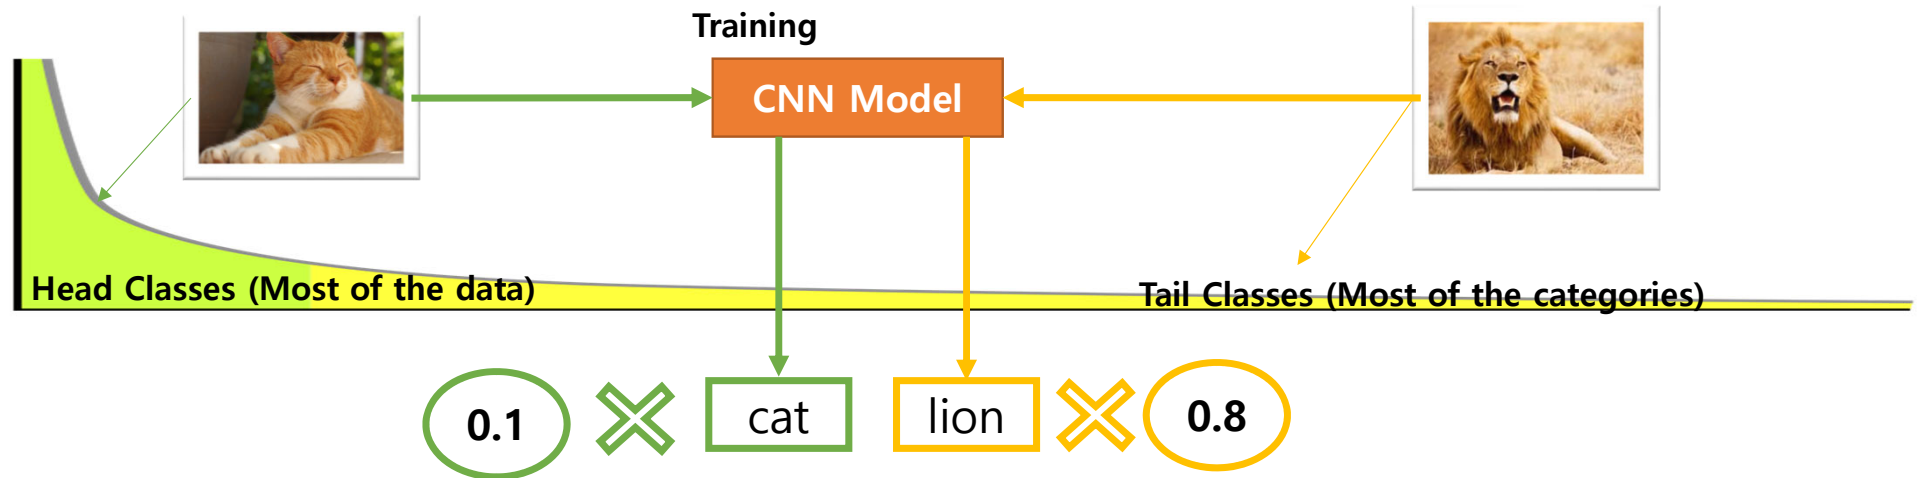 Training
CNN Model
Head Classes (Most of the data)
Tail Classes (Most of the categories)
0.1
cat
lion
0.8